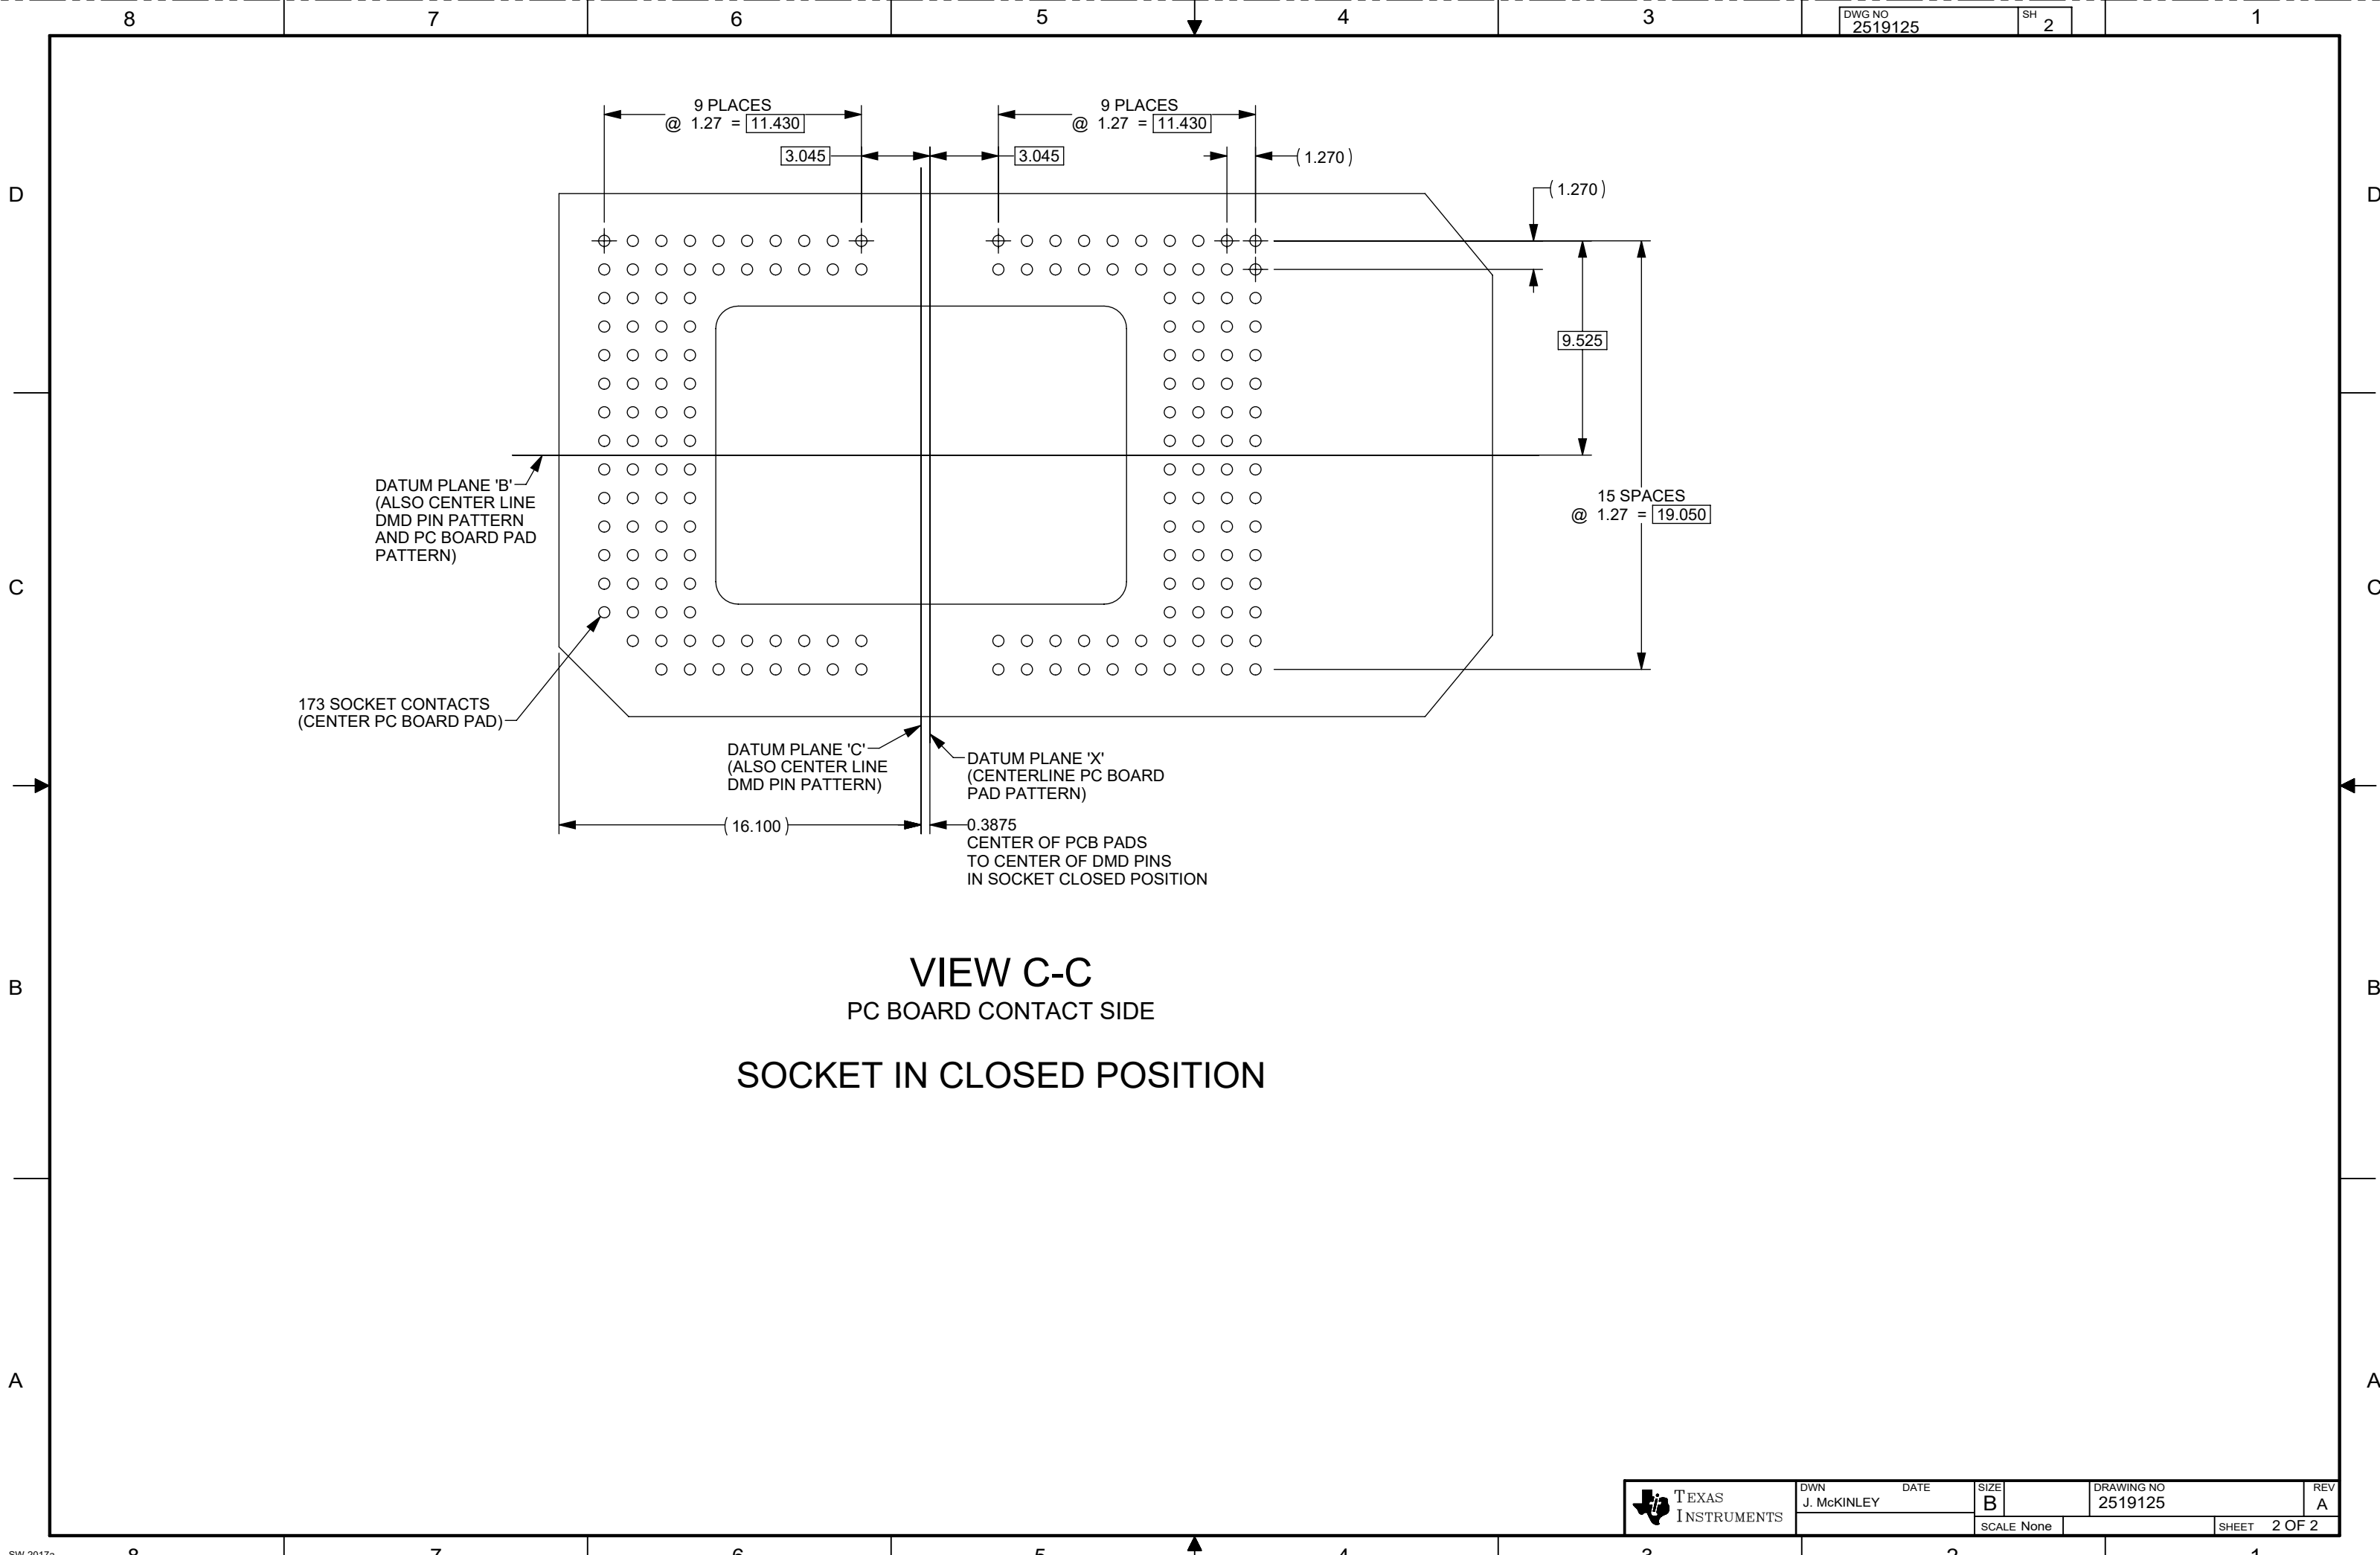 8 7 6 5 4 3 DWG NO 2519125 SH 2 1
9 PLACES
@ 1.27 = 11.430
9 PLACES
@ 1.27 = 11.430
3.045
3.045
(1.270)
(1.270)
D
D
9.525
15 SPACES
@ 1.27 = 19.050
DATUM PLANE 'B'
(ALSO CENTER LINE
DMD PIN PATTERN
AND PC BOARD PAD
PATTERN)
C
C
173 SOCKET CONTACTS
(CENTER PC BOARD PAD)
DATUM PLANE 'C'
(ALSO CENTER LINE
DMD PIN PATTERN)
DATUM PLANE 'X'
(CENTERLINE PC BOARD
PAD PATTERN)
(16.100)
0.3875
CENTER OF PCB PADS
TO CENTER OF DMD PINS
IN SOCKET CLOSED POSITION
VIEW C-C
PC BOARD CONTACT SIDE
SOCKET IN CLOSED POSITION
B
B
A
A
TEXAS
INSTRUMENTS
DWN DATE
J. McKINLEY
SIZE
B
DRAWING NO
2519125
REV
A
SCALE None
SHEET 2 OF 2
8 7 6 5 4 3 2 1